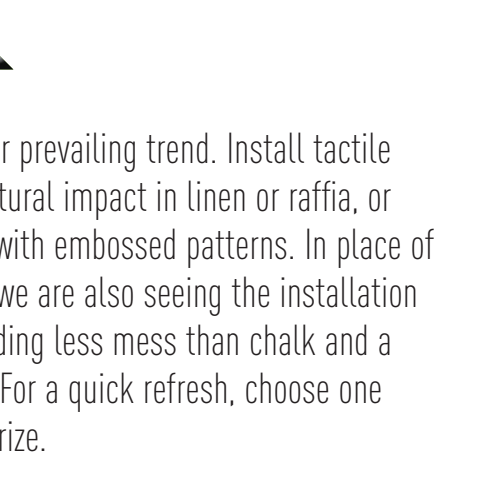 r prevailing trend. Install tactile
tural impact in linen or raffia, or
with embossed patterns. In place of
we are also seeing the installation
ding less mess than chalk and a
For a quick refresh, choose one
rize.